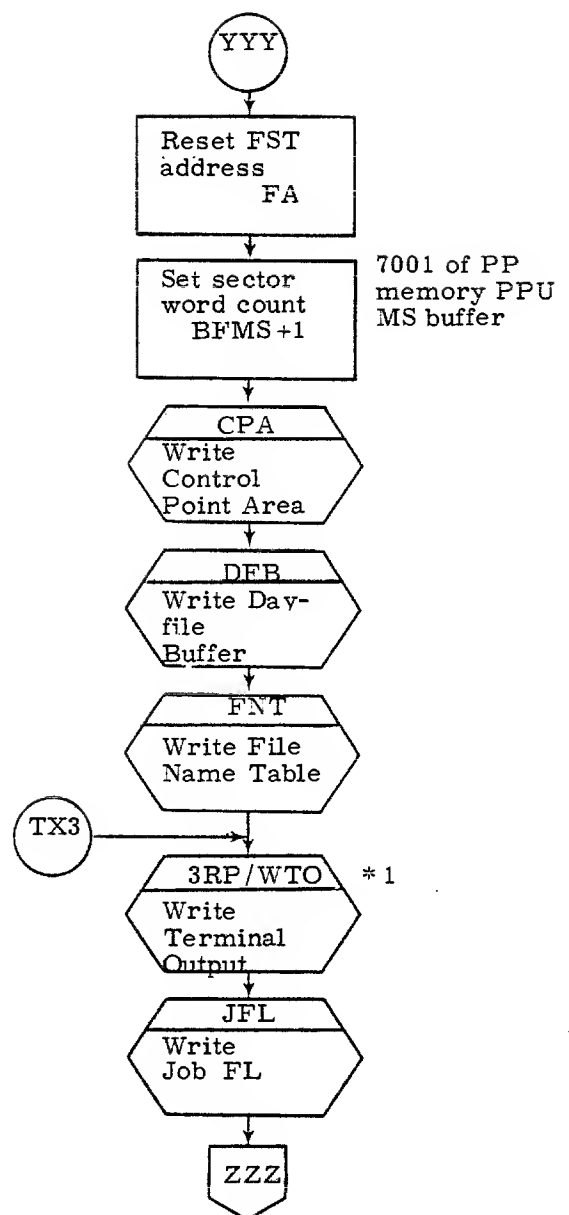 YYY
Reset FST
address
FA
Set sector
word count
BFMS+1
7001 of PP
memory PPU
MS buffer
CPA
Write
Control
Point Area
DFB
Write Day-
file
Buffer
FNT
Write File
Name Table
TX3
3RP/WTO
*1
Write
Terminal
Output
JFL
Write
Job FL
ZZZ